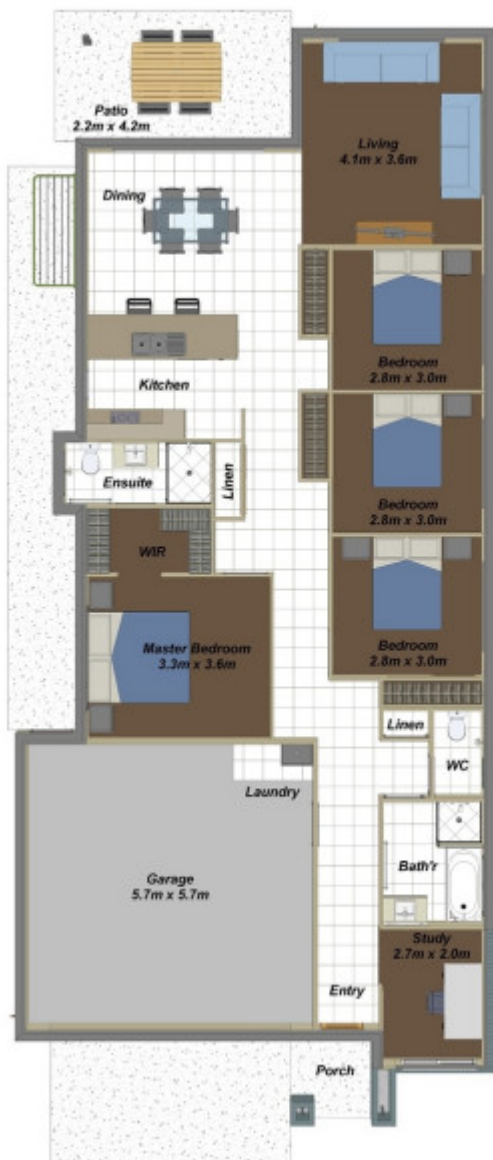 Patio
2.2m x 4.2m
Living
4.1m x 3.6m
Dining
Bedroom
2.8m x 3.0m
Kitchen
Bedroom
2.8m x 3.0m
Ensuite
Linen
WIR
Master Bedroom
3.3m x 3.6m
Bedroom
2.8m x 3.0m
Linen
WC
Laundry
Bath'r
Garage
5.7m x 5.7m
Study
2.7m x 2.0m
Entry
Porch